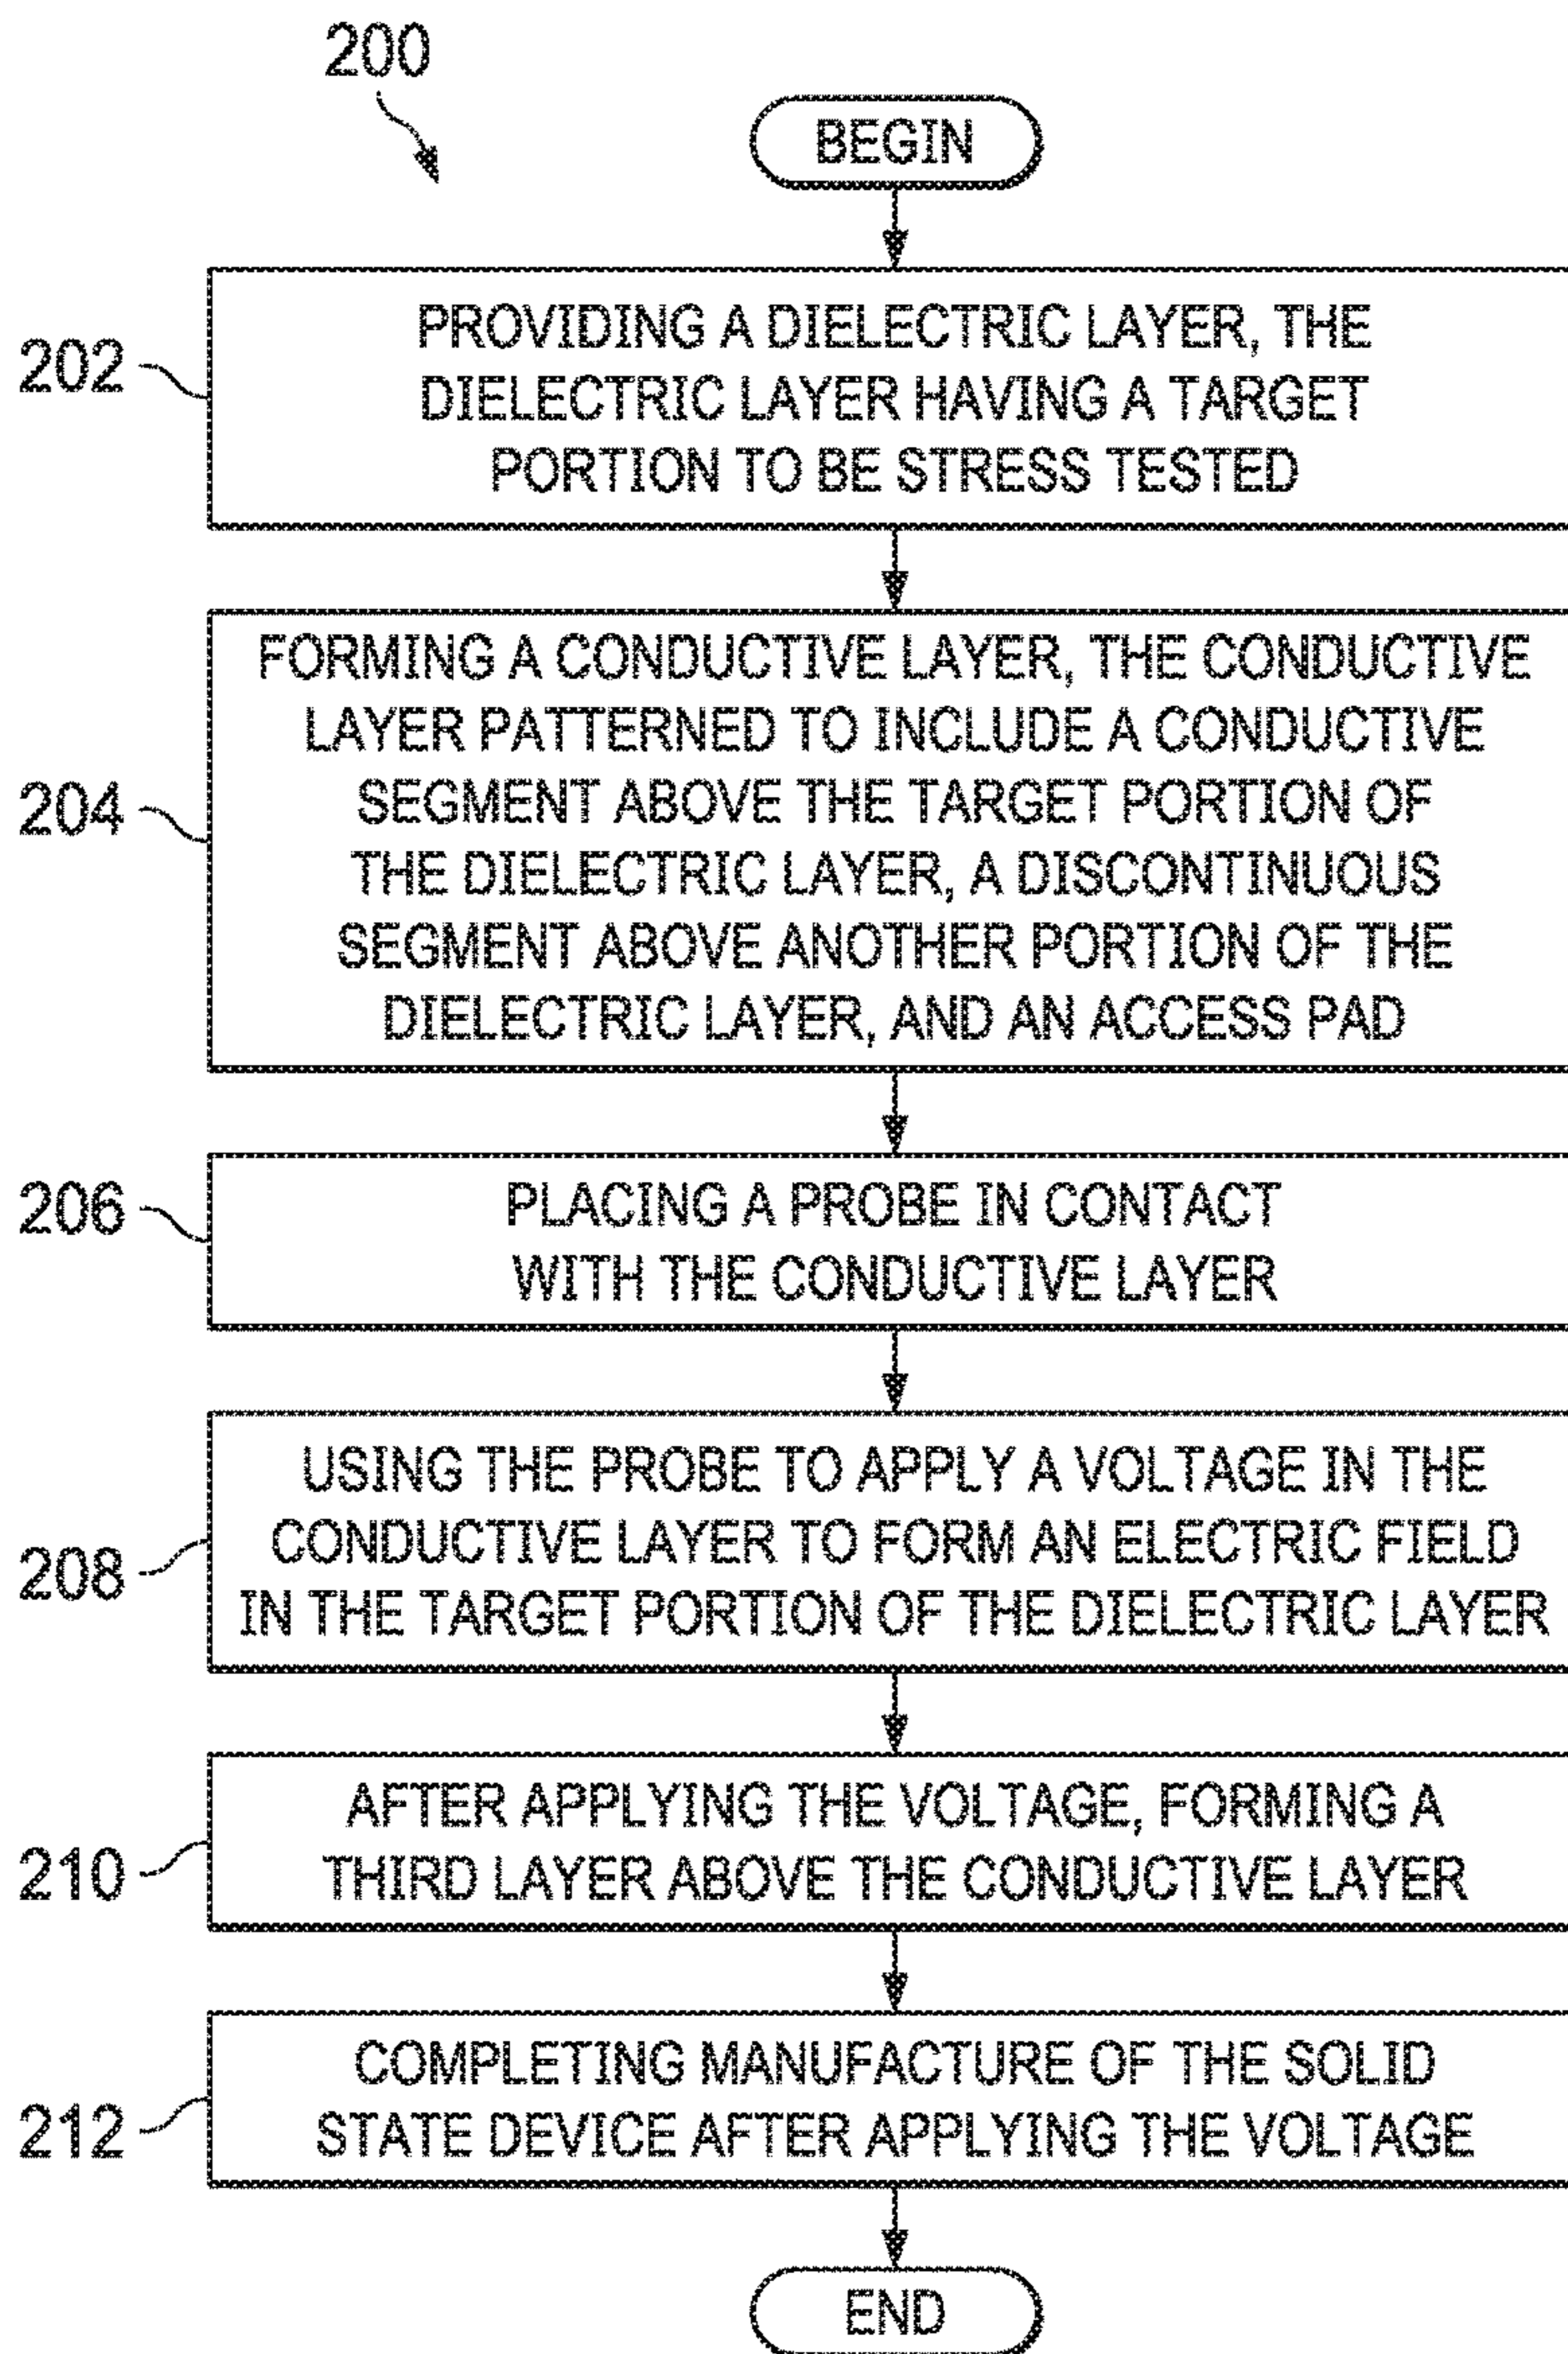 200
BEGIN
202
PROVIDING A DIELECTRIC LAYER, THE
DIELECTRIC LAYER HAVING A TARGET
PORTION TO BE STRESS TESTED
204
FORMING A CONDUCTIVE LAYER, THE CONDUCTIVE
LAYER PATTERNED TO INCLUDE A CONDUCTIVE
SEGMENT ABOVE THE TARGET PORTION OF
THE DIELECTRIC LAYER, A DISCONTINUOUS
SEGMENT ABOVE ANOTHER PORTION OF THE
DIELECTRIC LAYER, AND AN ACCESS PAD
206
PLACING A PROBE IN CONTACT
WITH THE CONDUCTIVE LAYER
208
USING THE PROBE TO APPLY A VOLTAGE IN THE
CONDUCTIVE LAYER TO FORM AN ELECTRIC FIELD
IN THE TARGET PORTION OF THE DIELECTRIC LAYER
210
AFTER APPLYING THE VOLTAGE, FORMING A
THIRD LAYER ABOVE THE CONDUCTIVE LAYER
212
COMPLETING MANUFACTURE OF THE SOLID
STATE DEVICE AFTER APPLYING THE VOLTAGE
END